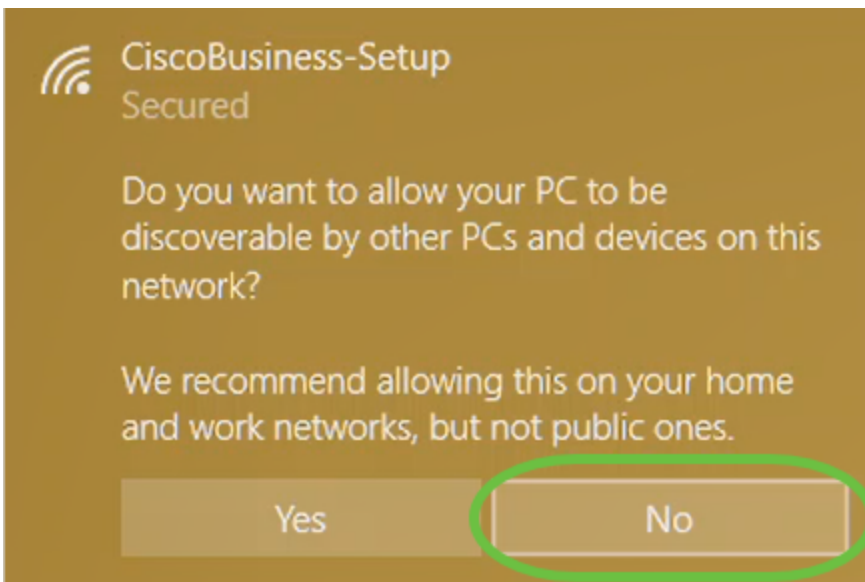 CiscoBusiness-Setup
Secured
Do you want to allow your PC to be
discoverable by other PCs and devices on this
network?
We recommend allowing this on your home
and work networks, but not public ones.
Yes No